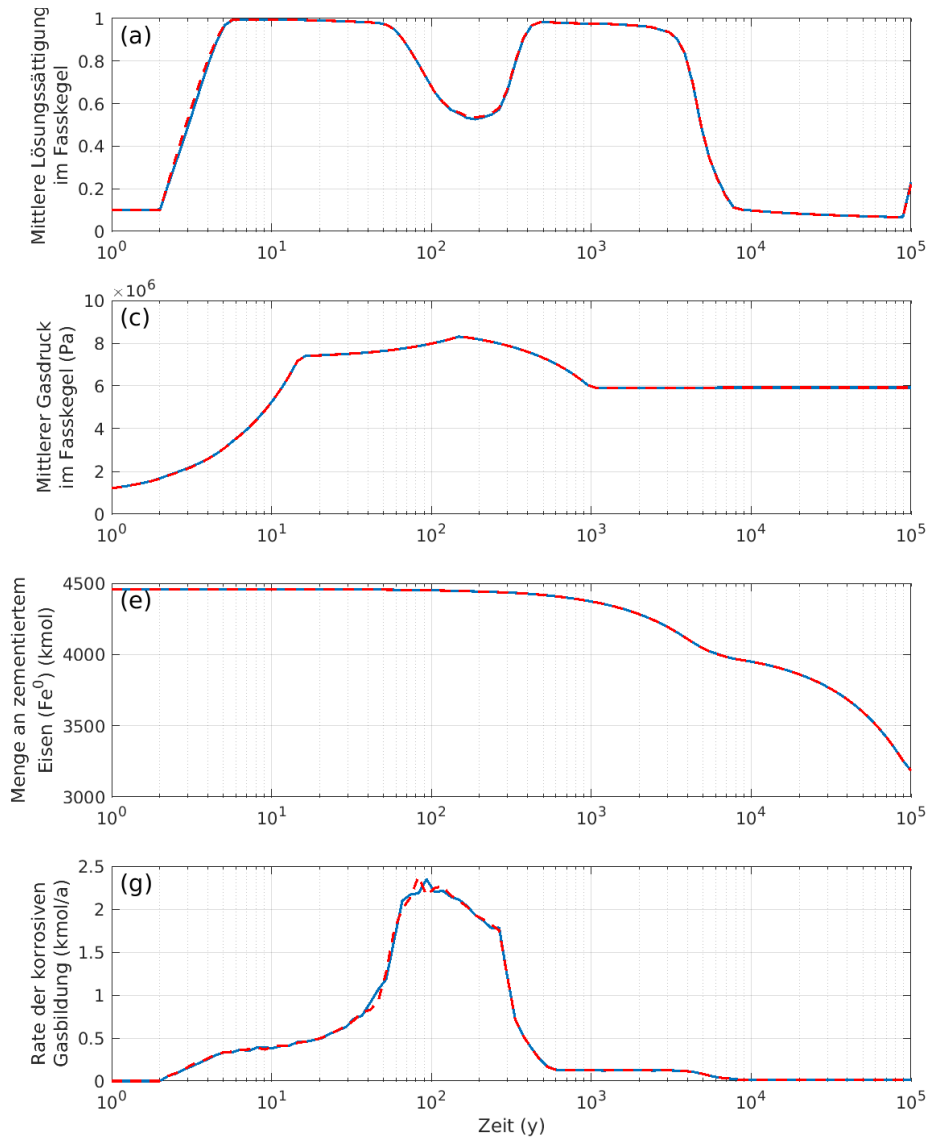 (a)
Mittlere Lösungssättigung
im Fasskegel
1
0.8
0.6
0.4
0.2
0
10^0 10^1 10^2 10^3 10^4 10^5
×10^6
(c)
Mittlerer Gasdruck
im Fasskegel (Pa)
10
8
6
4
2
0
10^0 10^1 10^2 10^3 10^4 10^5
(e)
Menge an zementiertem
Eisen (Fe^0) (kmol)
4500
4000
3500
3000
10^0 10^1 10^2 10^3 10^4 10^5
(g)
Rate der korrosiven
Gasbildung (kmol/a)
2.5
2
1.5
1
0.5
0
10^0 10^1 10^2 10^3 10^4 10^5
Zeit (y)